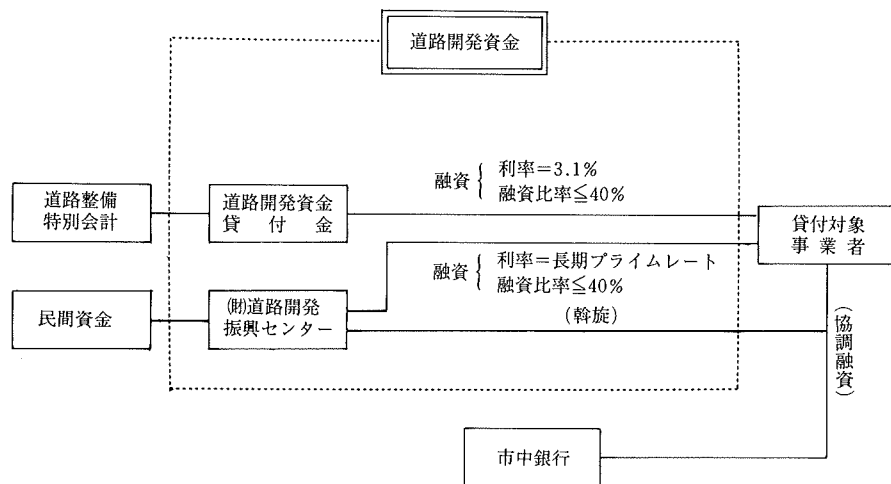 道路開発資金
融資
利率＝3.1%
融資比率≦40%
道路整備
特別会計
道路開発資金
貸付金
貸付対象
事業者
融資
利率＝長期プライムレート
融資比率≦40%
民間資金
㈶道路開発
振興センター
（斡旋）
（協調融資）
市中銀行